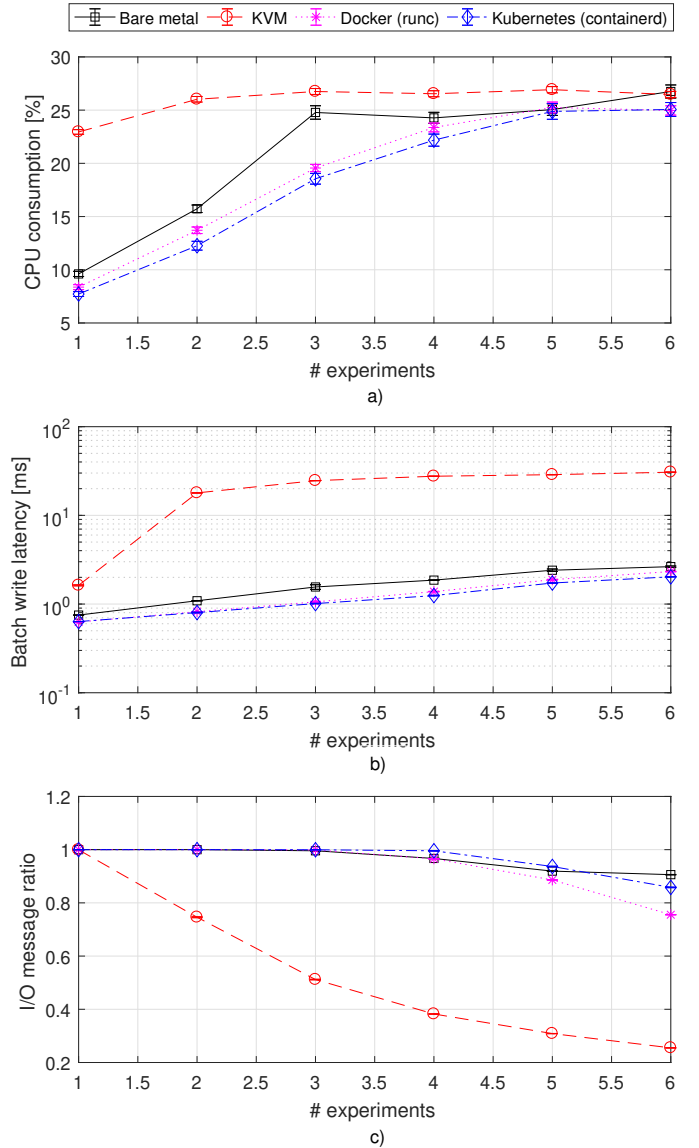 Bare metal KVM Docker (runc) Kubernetes (containerd)
30
25
20
15
10
5
CPU consumption [%]
1 1.5 2 2.5 3 3.5 4 4.5 5 5.5 6
# experiments
a)
10^2
10^1
10^0
10^-1
Batch write latency [ms]
1 1.5 2 2.5 3 3.5 4 4.5 5 5.5 6
# experiments
b)
1.2
1
0.8
0.6
0.4
0.2
I/O message ratio
1 1.5 2 2.5 3 3.5 4 4.5 5 5.5 6
# experiments
c)